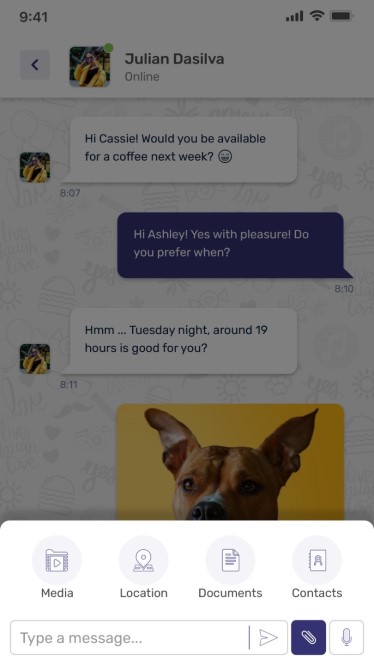 9:41
Julian Dasilva
Online
Hi Cassie! Would you be available
for a coffee next week? 😁
8:07
Hi Ashley! Yes with pleasure! Do
you prefer when?
8:10
Hmm ... Tuesday night, around 19
hours is good for you?
8:11
Media
Location
Documents
Contacts
Type a message...